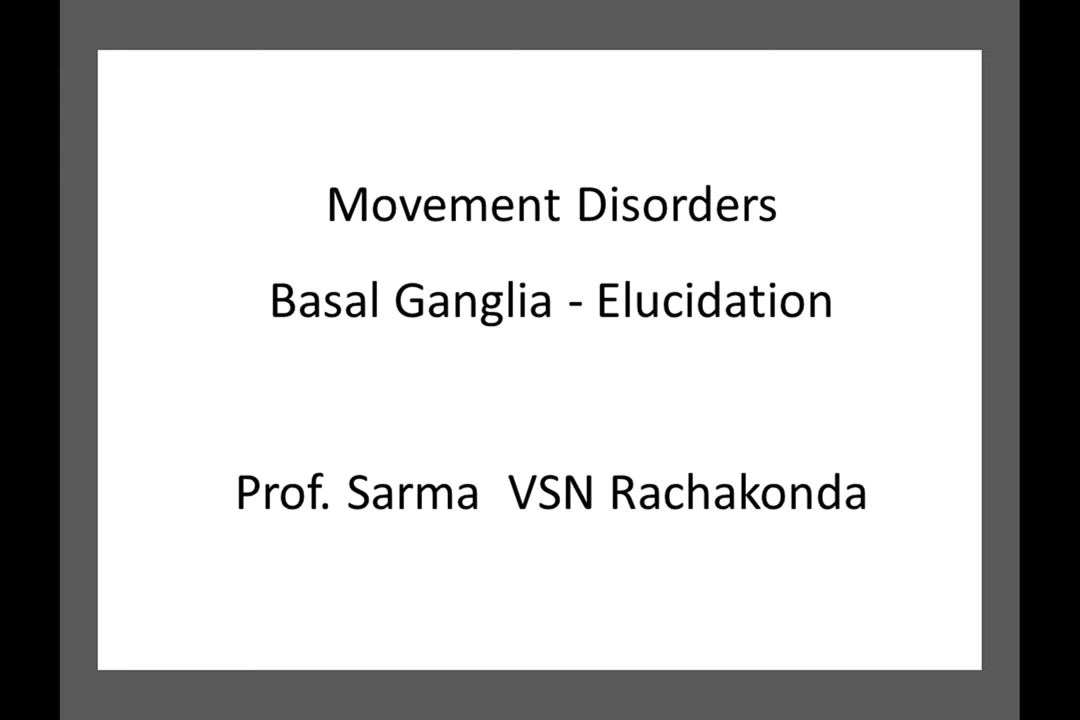 Movement Disorders
Basal Ganglia - Elucidation
Prof. Sarma VSN Rachakonda